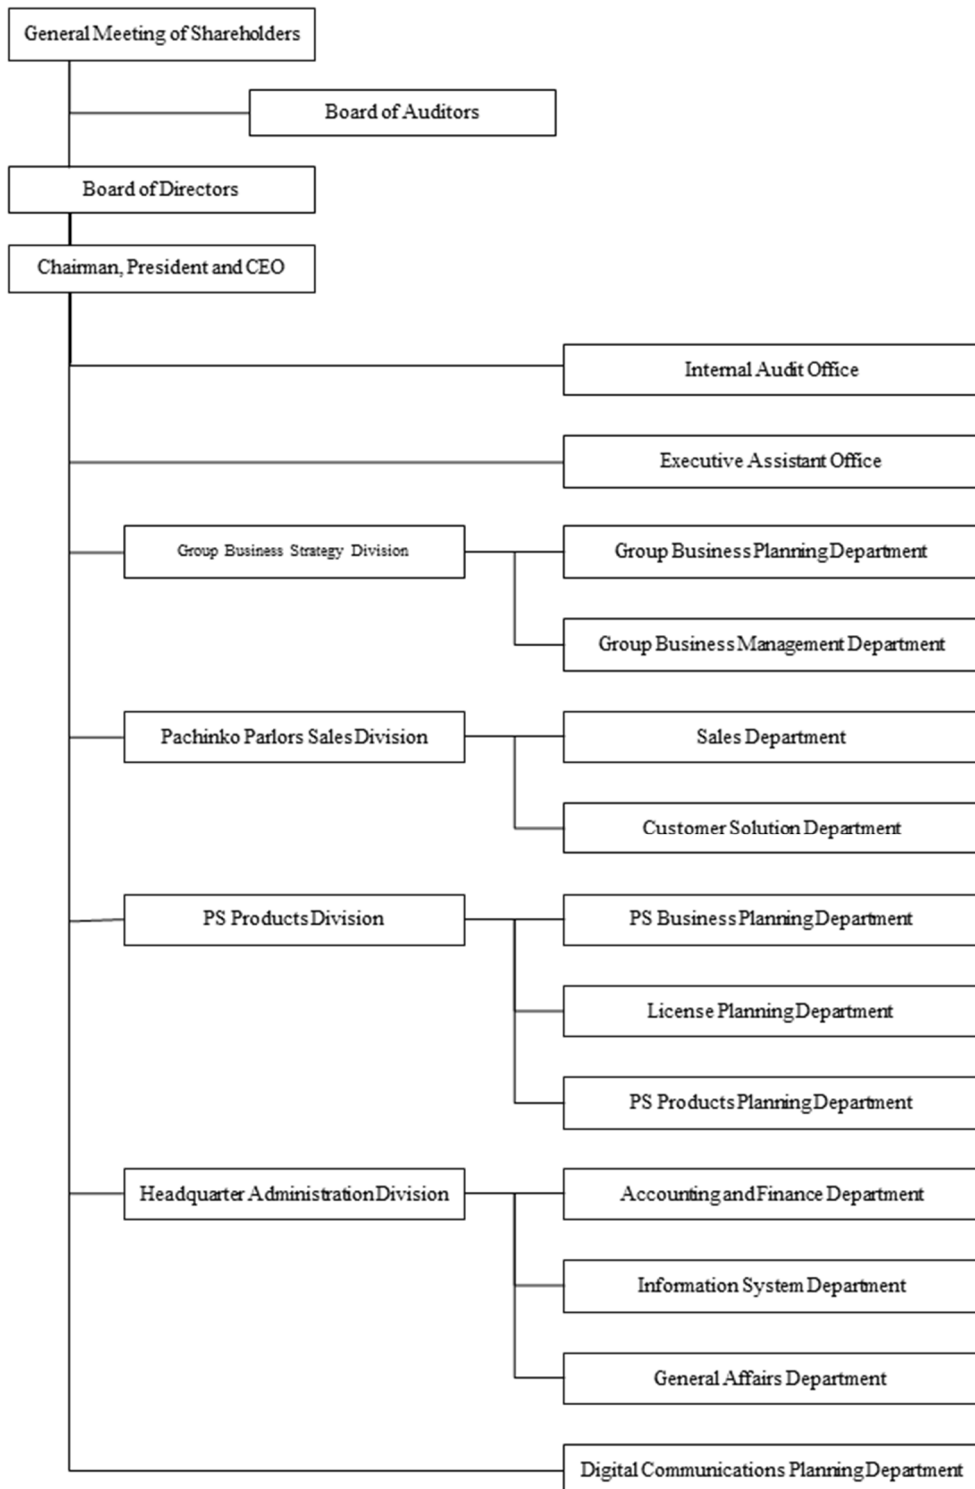 General Meeting of Shareholders
Board of Auditors
Board of Directors
Chairman, President and CEO
Internal Audit Office
Executive Assistant Office
Group Business Strategy Division
Group Business Planning Department
Group Business Management Department
Pachinko Parlors Sales Division
Sales Department
Customer Solution Department
PS Products Division
PS Business Planning Department
License Planning Department
PS Products Planning Department
Headquarter Administration Division
Accounting and Finance Department
Information System Department
General Affairs Department
Digital Communications Planning Department